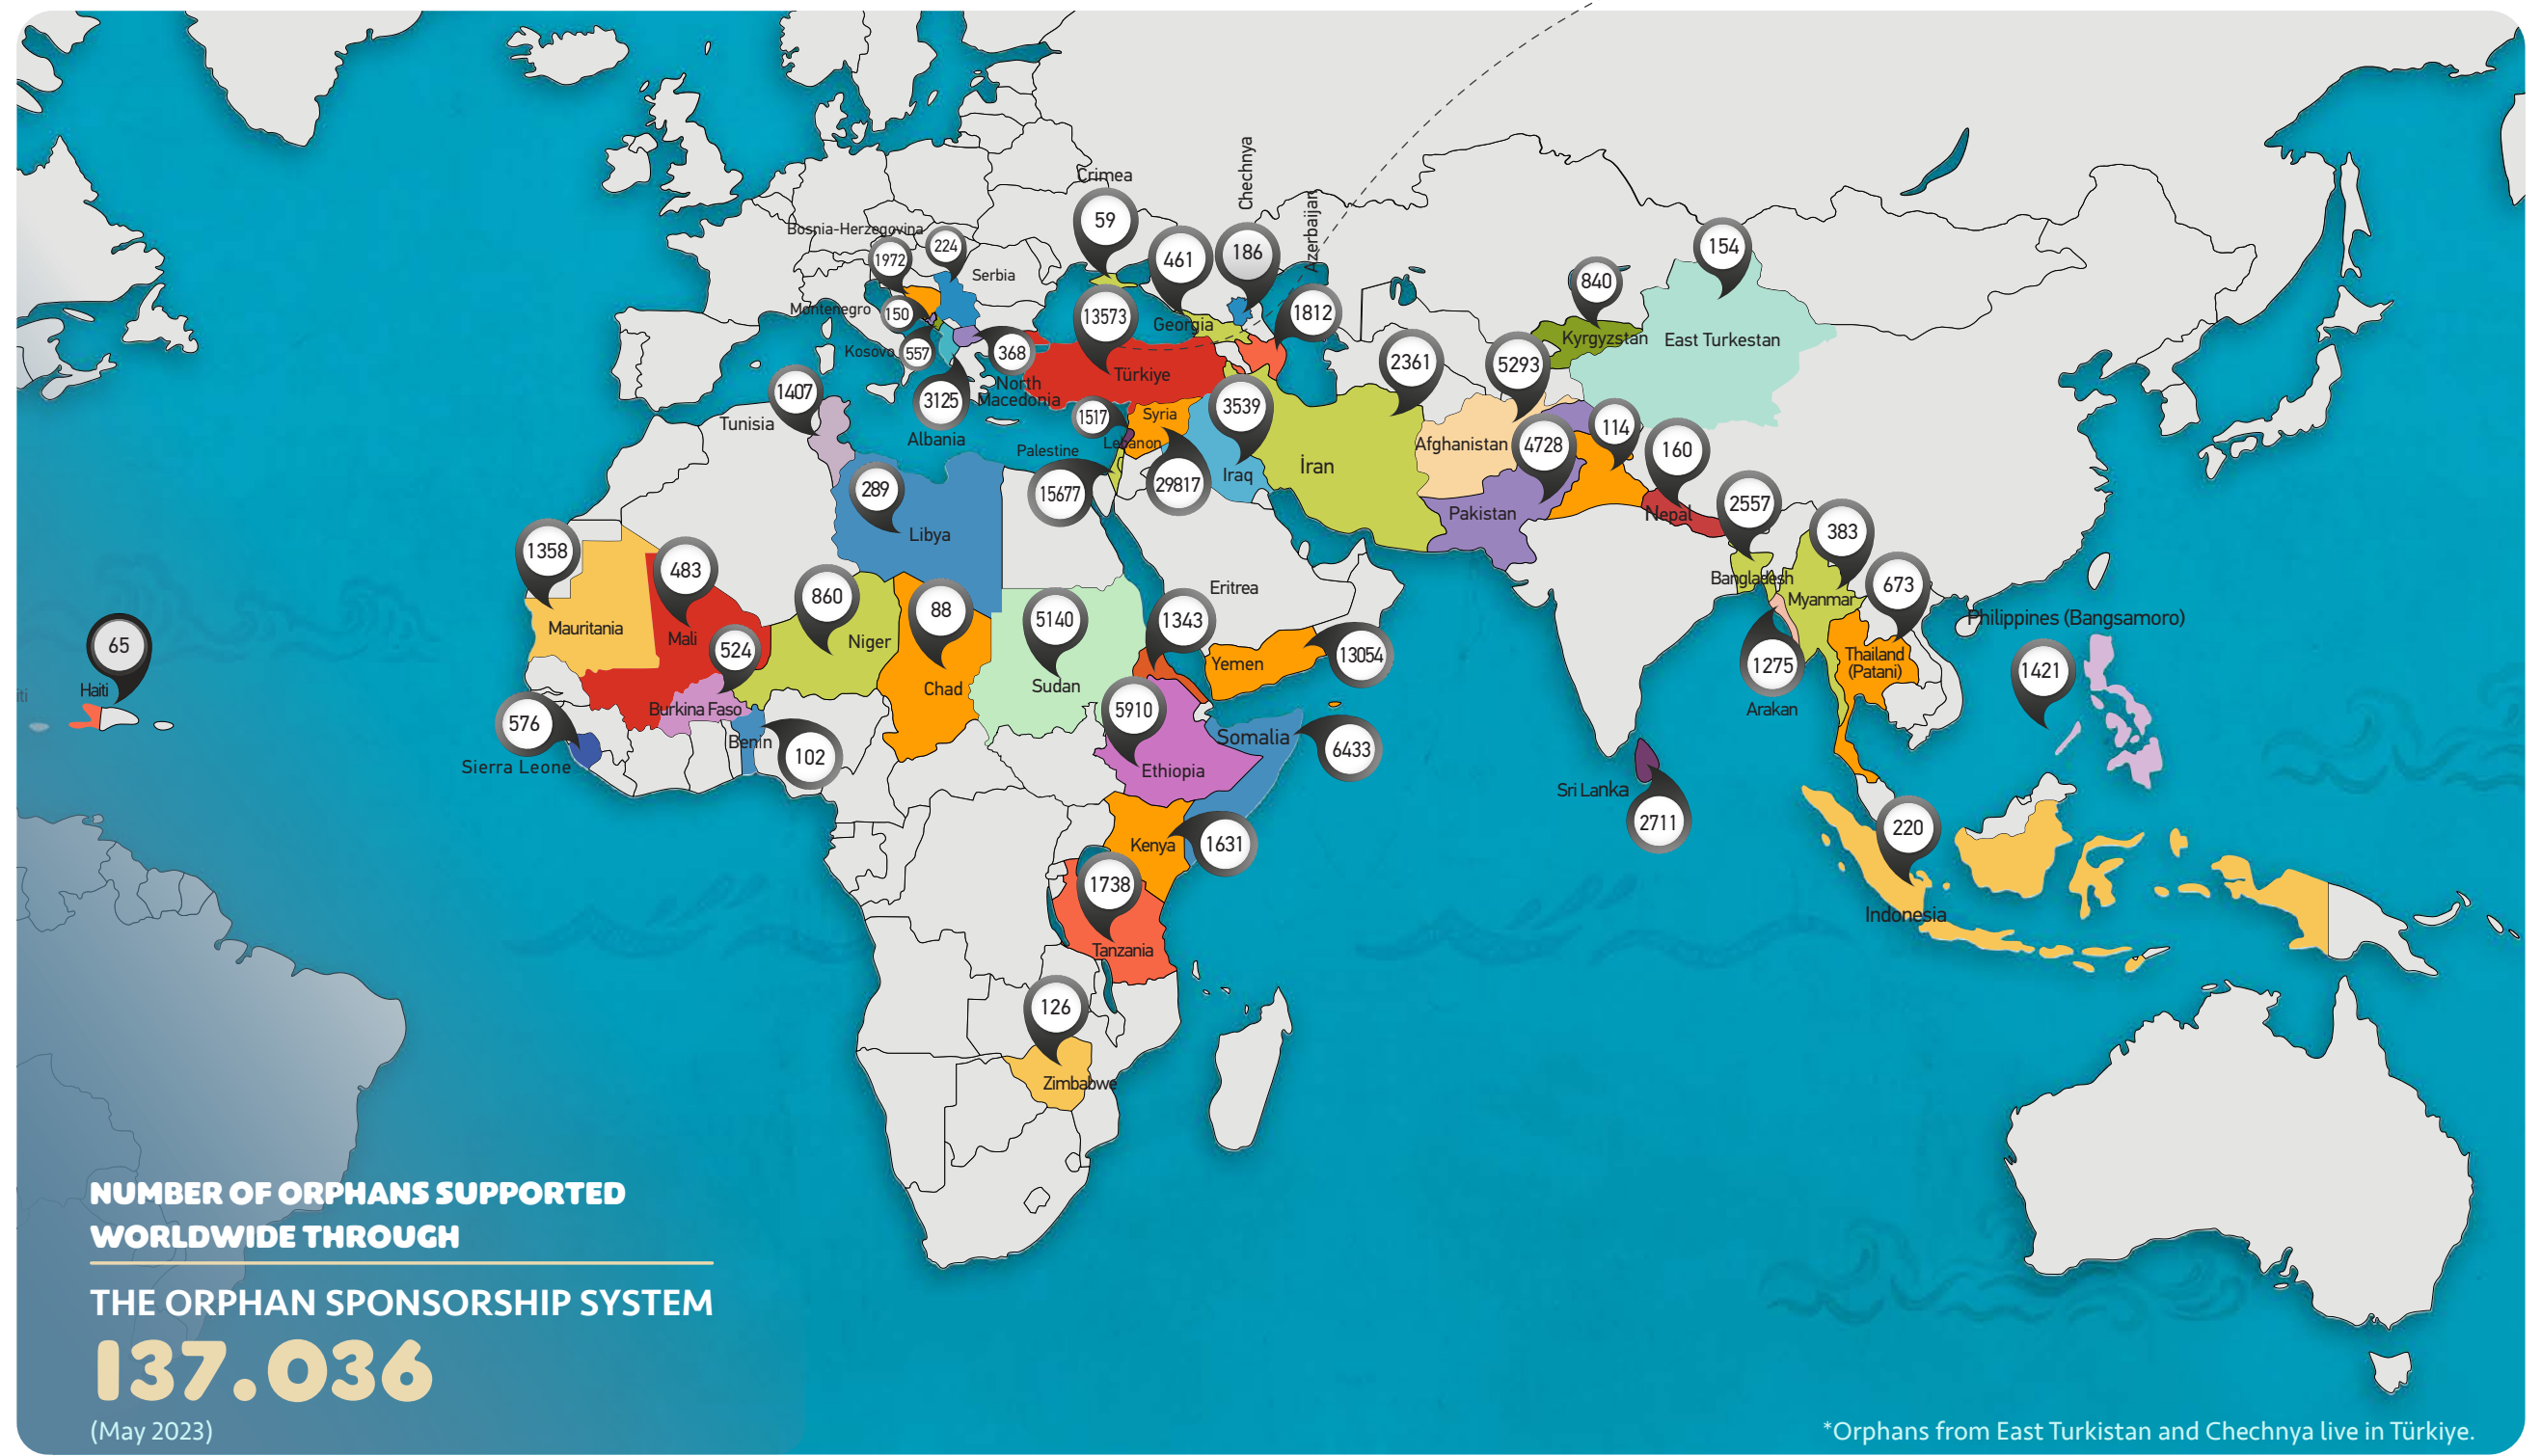 Chechnya
Crimea
59
Azerbaijan
Bosnia-Herzegovina
224
1972
Serbia
461
186
154
840
Montenegro
150
13573
Georgia
1812
Kyrgyzstan
East Turkestan
Kosovo
557
368
Türkiye
2361
5293
North
Macedonia
1407
3125
Tunisia
Albania
1517
Syria
3539
Lebanon
Palestine
Afghanistan
4728
114
160
İran
Iraq
15677
29817
289
Libya
Pakistan
Nepal
2557
383
1358
483
860
88
5140
Eritrea
1343
Bangladesh
Myanmar
673
Philippines (Bangsamoro)
Mauritania
Mali
Niger
65
524
13054
Yemen
1275
Thailand
(Patani)
1421
iti
Haiti
Chad
Sudan
Burkina Faso
5910
Arakan
576
Benin
102
Somalia
6433
Sierra Leone
Ethiopia
Sri Lanka
2711
220
Kenya
1631
1738
Indonesia
Tanzania
126
Zimbabwe
NUMBER OF ORPHANS SUPPORTED
WORLDWIDE THROUGH
THE ORPHAN SPONSORSHIP SYSTEM
137.036
(May 2023)
*Orphans from East Turkistan and Chechnya live in Türkiye.